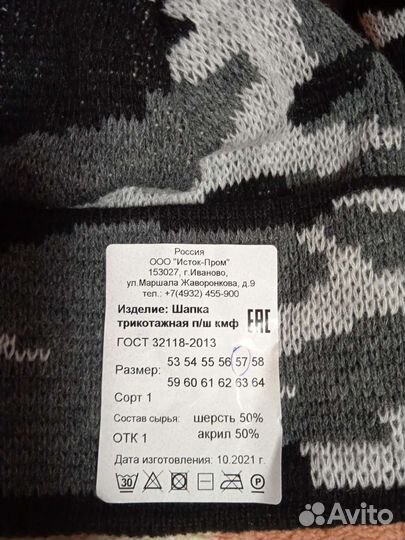 Россия
ООО "Исток-Пром"
153027, г.Иваново,
ул.Маршала Жаворонкова, д.9
тел.: +7(4932) 455-900
Изделие: Шапка
трикотажная п/ш кмф
EAC
ГОСТ 32118-2013
Размер: 53 54 55 56 57 58
59 60 61 62 63 64
Сорт 1
Состав сырья: шерсть 50%
ОТК 1 акрил 50%
Дата изготовления: 10.2021 г.
30 P
Avito